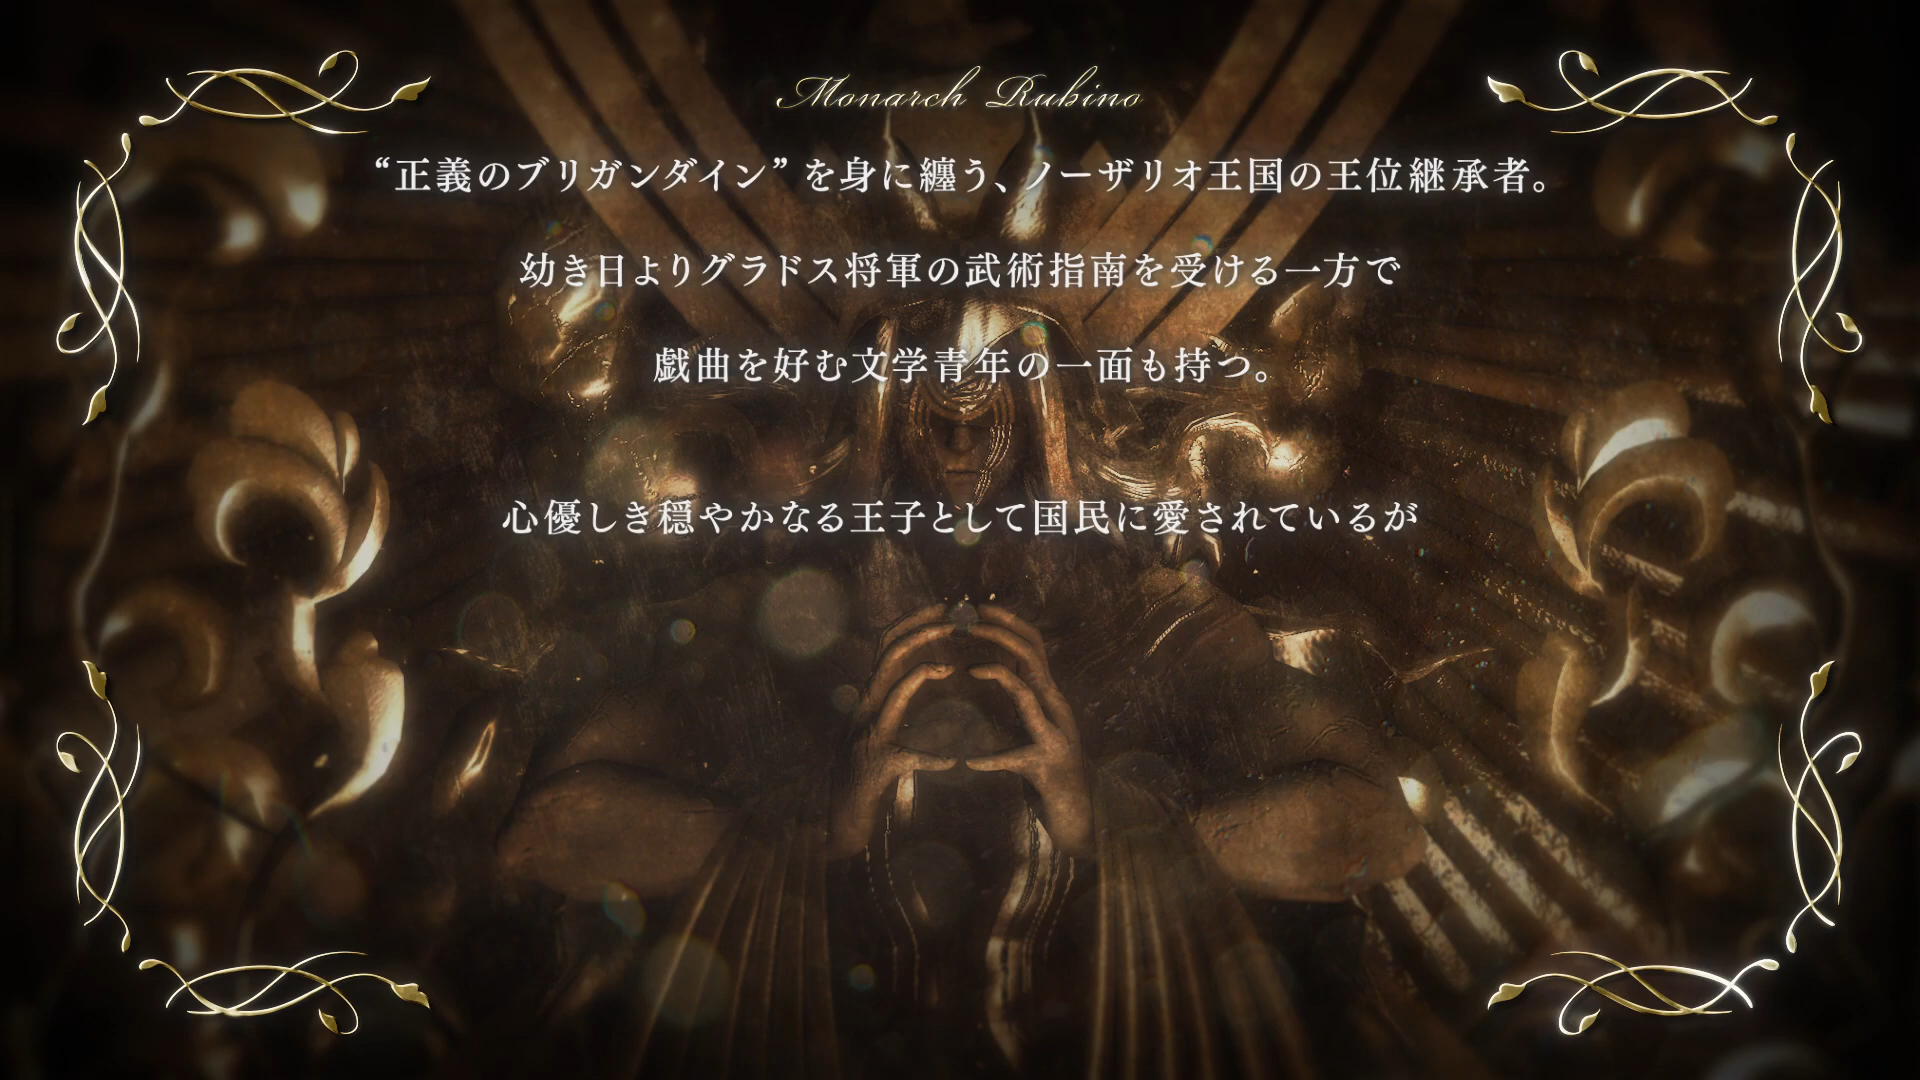 Monarch Rubino
“正義のブリガンダイン”を身に纏う、ノーザリオ王国の王位継承者。
幼き日よりグラドス将軍の武術指南を受ける一方で
戯曲を好む文学青年の一面も持つ。
心優しき穏やかなる王子として国民に愛されているが